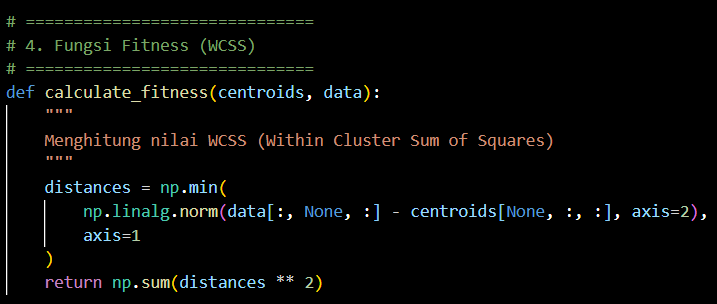 # ==============================
# 4. Fungsi Fitness (WCSS)
# ==============================
def calculate_fitness(centroids, data):
    """
    Menghitung nilai WCSS (Within Cluster Sum of Squares)
    """
    distances = np.min(
        np.linalg.norm(data[:, None, :] - centroids[None, :, :], axis=2),
        axis=1
    )
    return np.sum(distances ** 2)